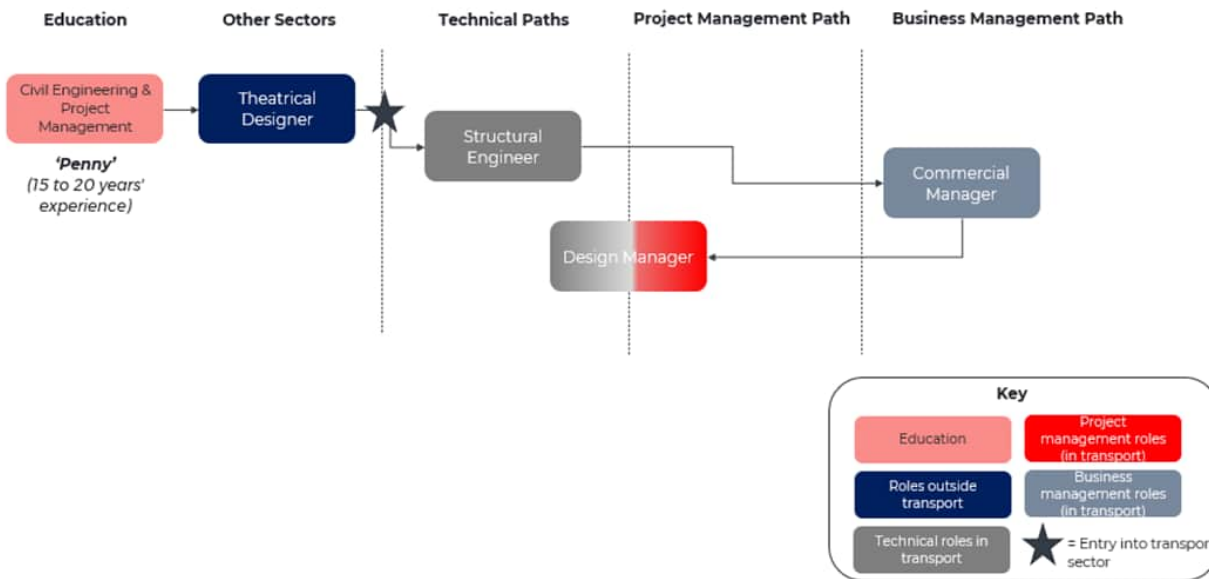 Education
Other Sectors
Technical Paths
Project Management Path
Business Management Path
Civil Engineering &
Project
Management
Theatrical
Designer
Structural
Engineer
Commercial
Manager
‘Penny’
(15 to 20 years'
experience)
Design Manager
Key
Education
Project
management roles
(in transport)
Roles outside
transport
Business
management roles
(in transport)
Technical roles in
transport
= Entry into transpor
sector